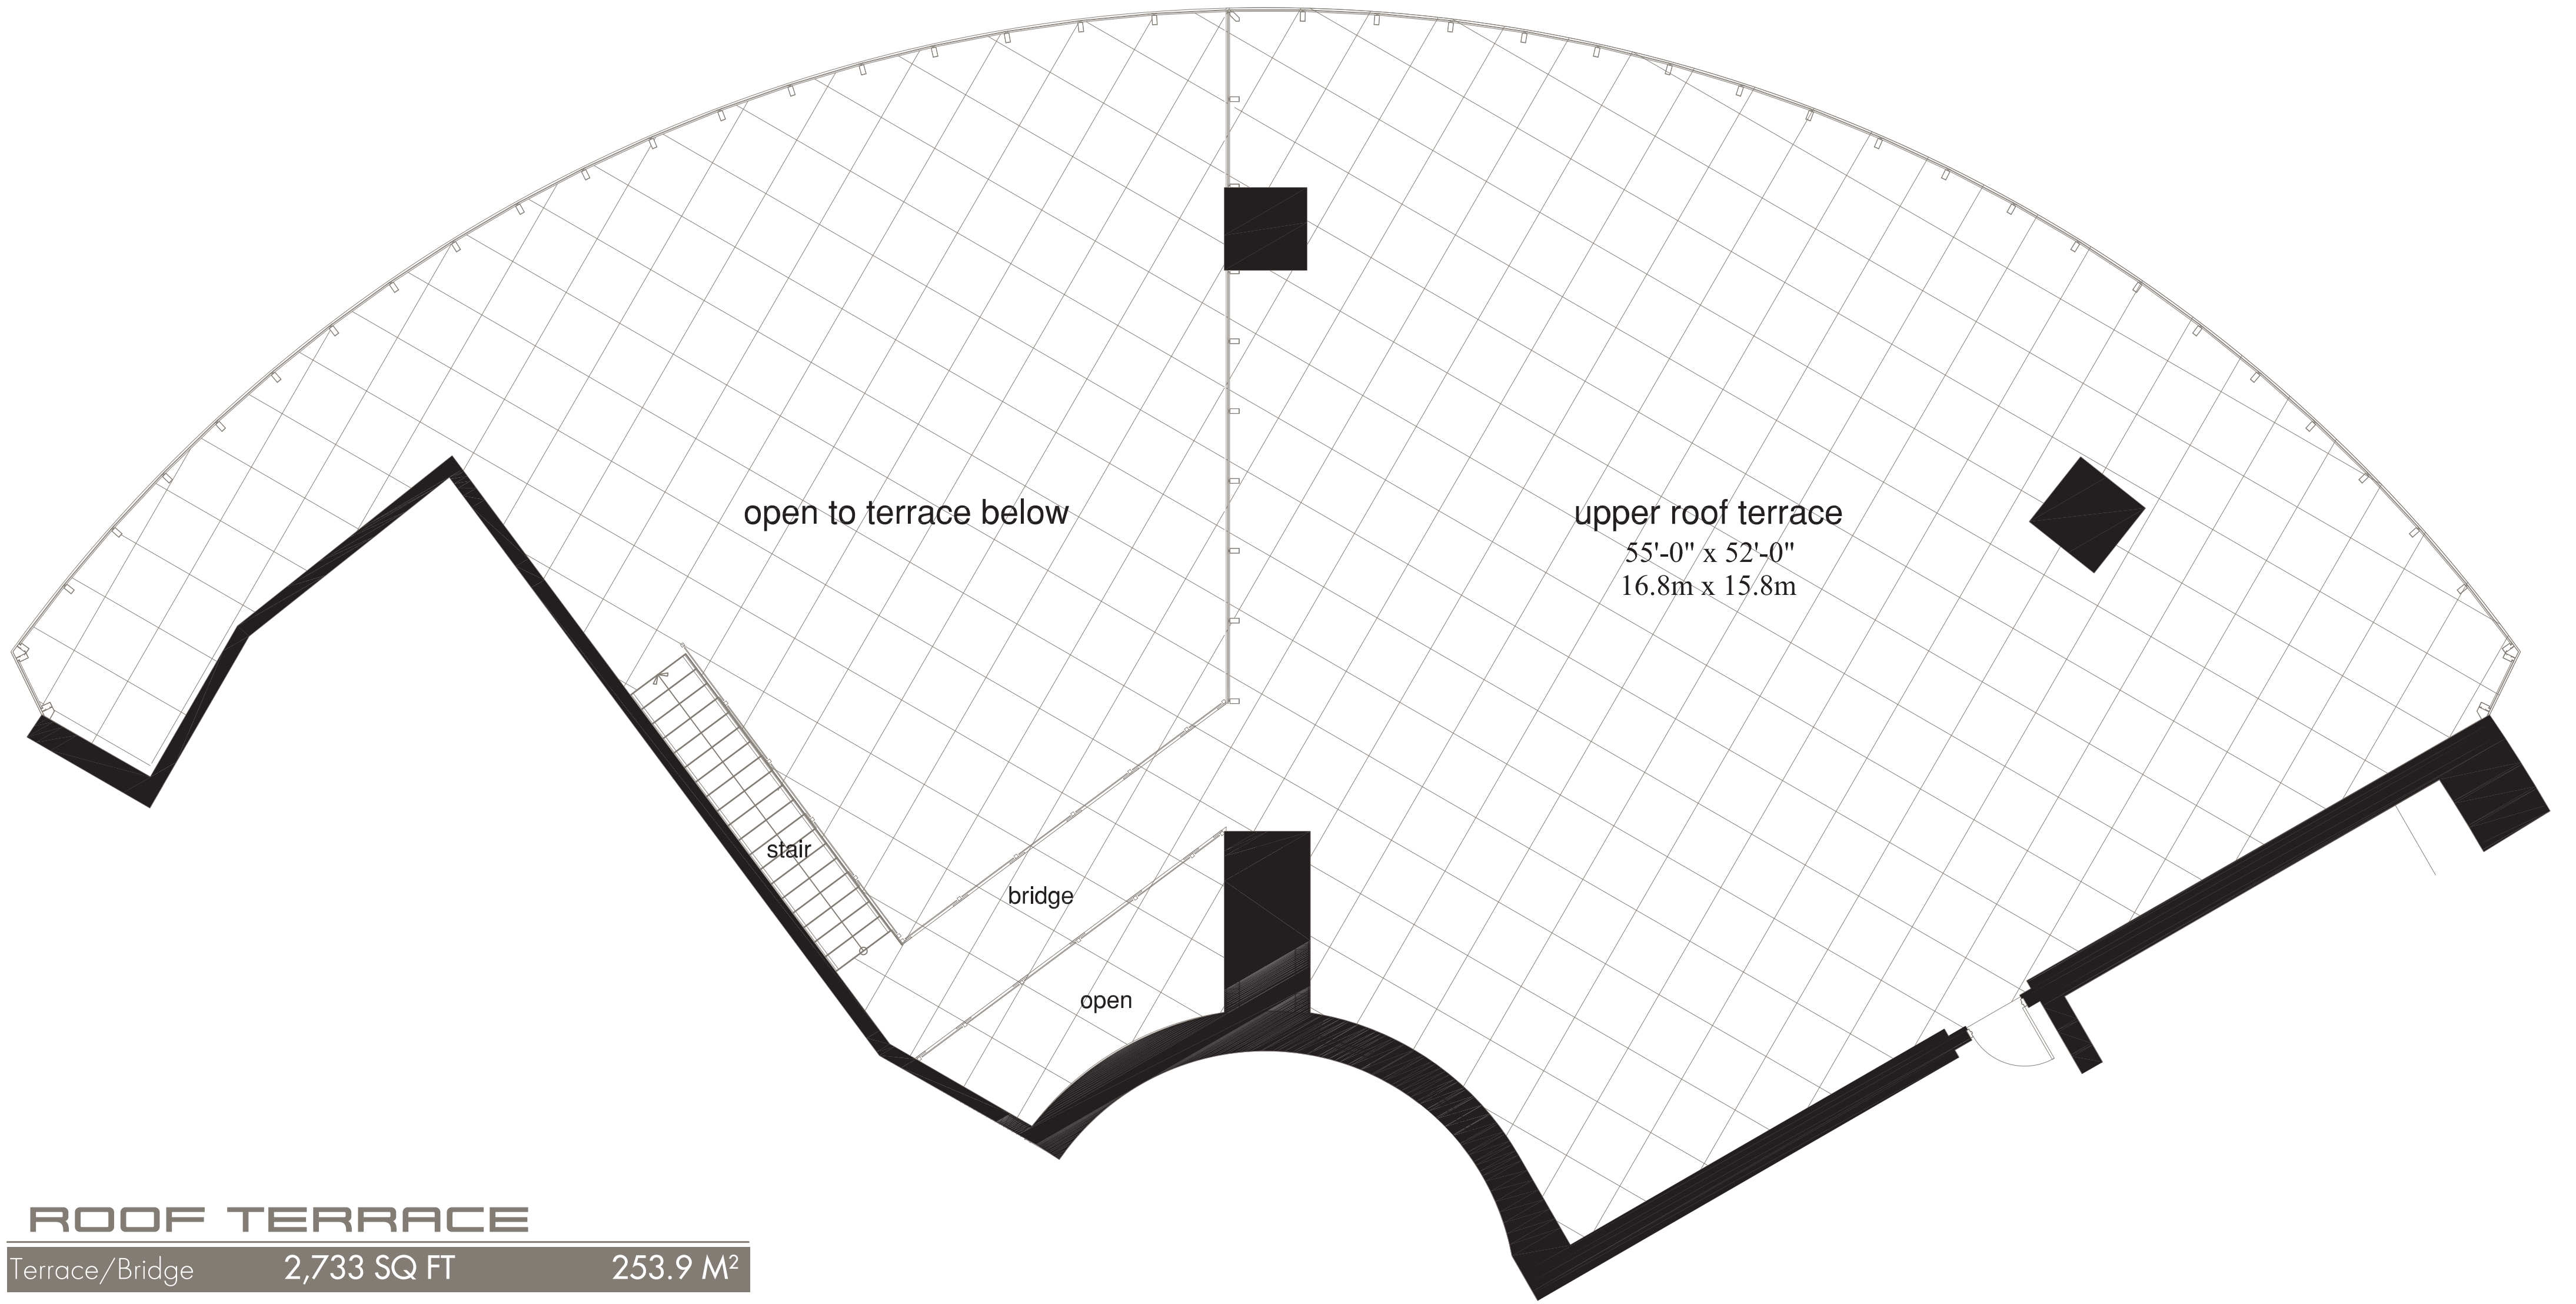 open to terrace below
upper roof terrace
55'-0" x 52'-0"
16.8m x 15.8m
stair
bridge
open
ROOF TERRACE
Terrace/Bridge 2,733 SQ FT 253.9 M²